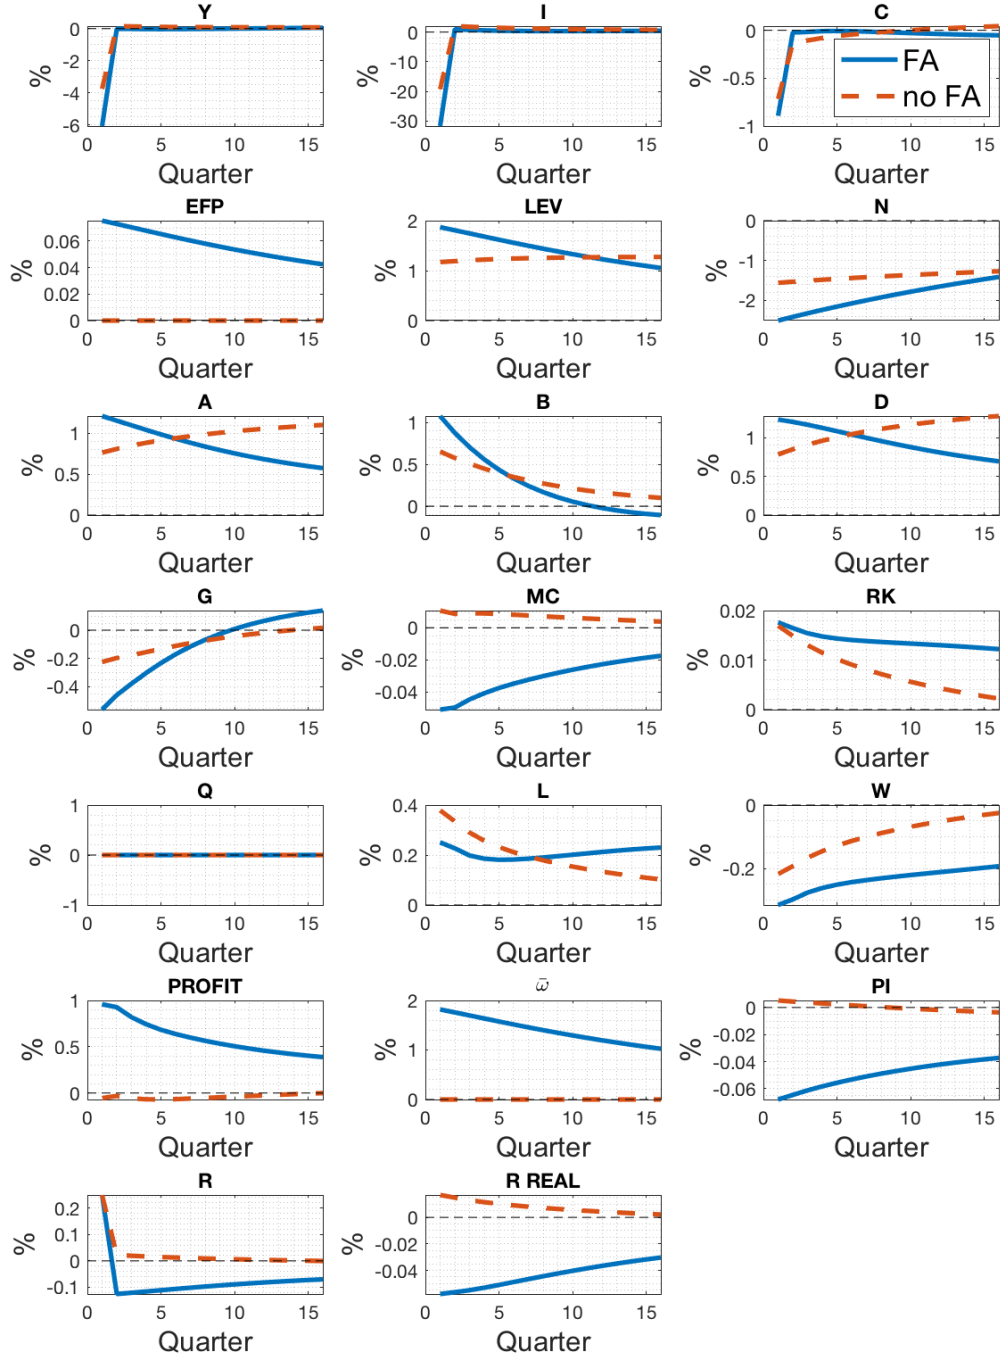 Y I C
0 -2 -4 -6 % 0 5 10 15 Quarter
0 -10 -20 -30 % 0 5 10 15 Quarter
0 -0.5 -1 % 0 5 10 15 Quarter
FA
no FA
EFP LEV N
0.06 0.04 0.02 0 % 0 5 10 15 Quarter
2 1 0 % 0 5 10 15 Quarter
0 -1 -2 % 0 5 10 15 Quarter
A B D
1 0.5 0 % 0 5 10 15 Quarter
1 0.5 0 % 0 5 10 15 Quarter
1 0.5 0 % 0 5 10 15 Quarter
G MC RK
0 -0.2 -0.4 % 0 5 10 15 Quarter
0 -0.02 -0.04 % 0 5 10 15 Quarter
0.02 0.01 0 % 0 5 10 15 Quarter
Q L W
1 0 -1 % 0 5 10 15 Quarter
0.4 0.2 0 % 0 5 10 15 Quarter
0 -0.2 % 0 5 10 15 Quarter
PROFIT ω̄ PI
1 0.5 0 % 0 5 10 15 Quarter
2 1 0 % 0 5 10 15 Quarter
0 -0.02 -0.04 -0.06 % 0 5 10 15 Quarter
R R REAL
0.2 0.1 0 -0.1 % 0 5 10 15 Quarter
0 -0.02 -0.04 % 0 5 10 15 Quarter